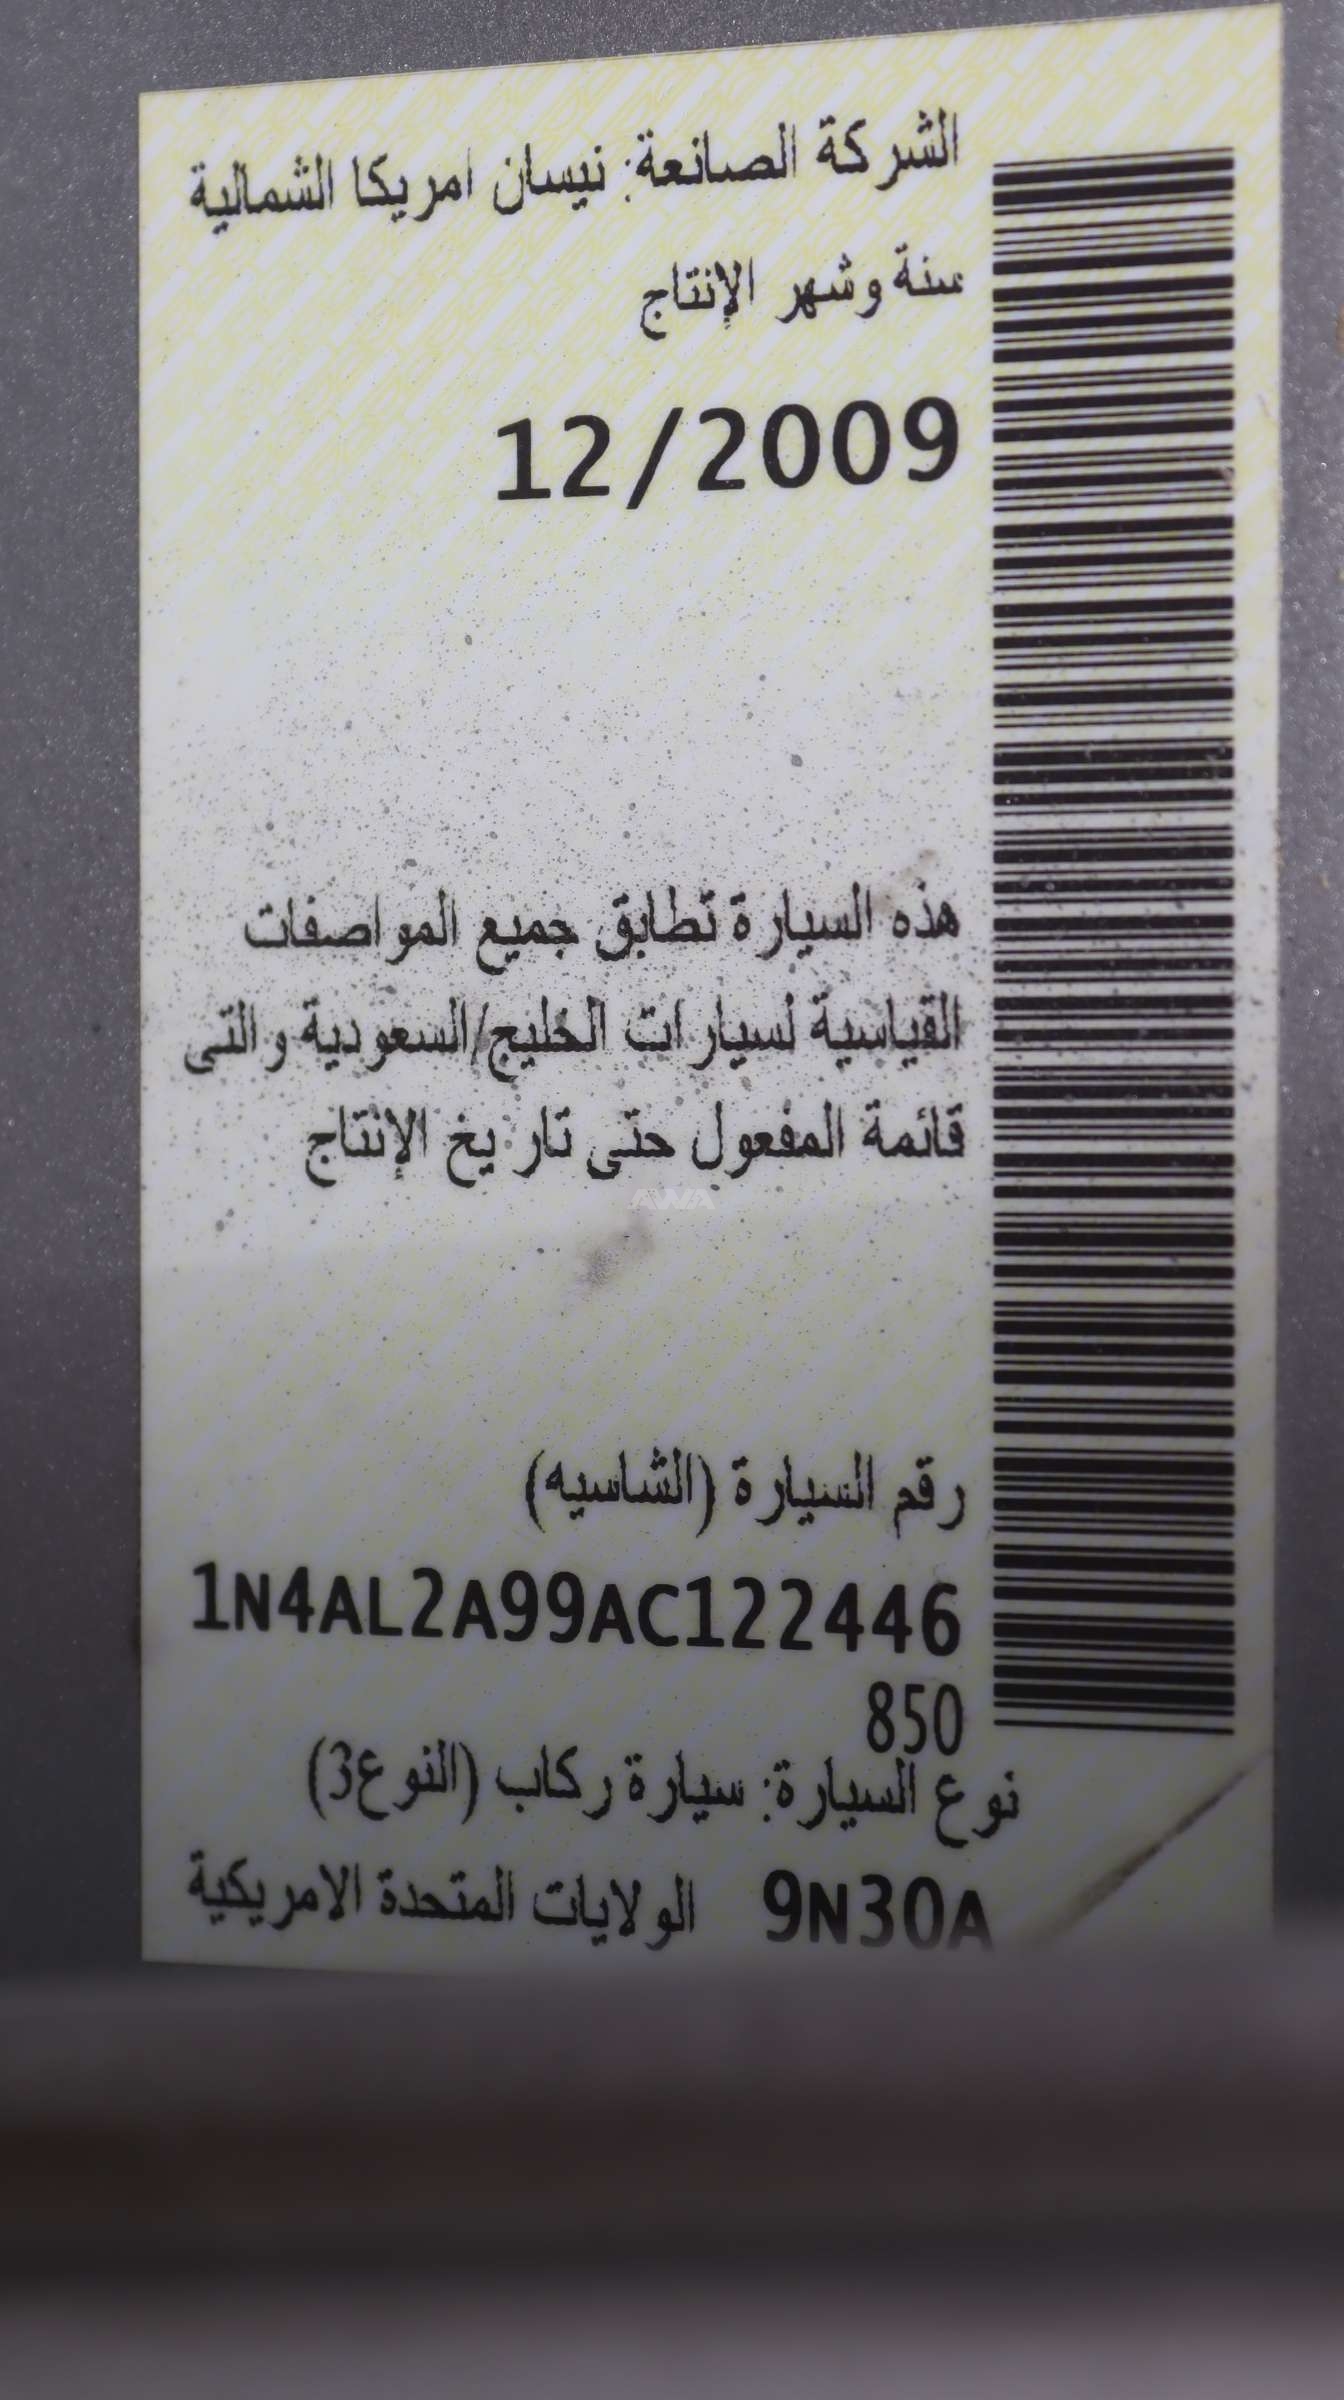 الشركة الصانعة: نيسان امريكا الشمالية
سنة وشهر الإنتاج
12/2009
هذه السيارة تطابق جميع المواصفات
القياسية لسيارات الخليج/السعودية والتى
قائمة المفعول حتى تاريخ الإنتاج
AWA
رقم السيارة (الشاسيه)
1N4AL2A99AC122446
850
نوع السيارة: سيارة ركاب (النوع3)
9N30A الولايات المتحدة الامريكية